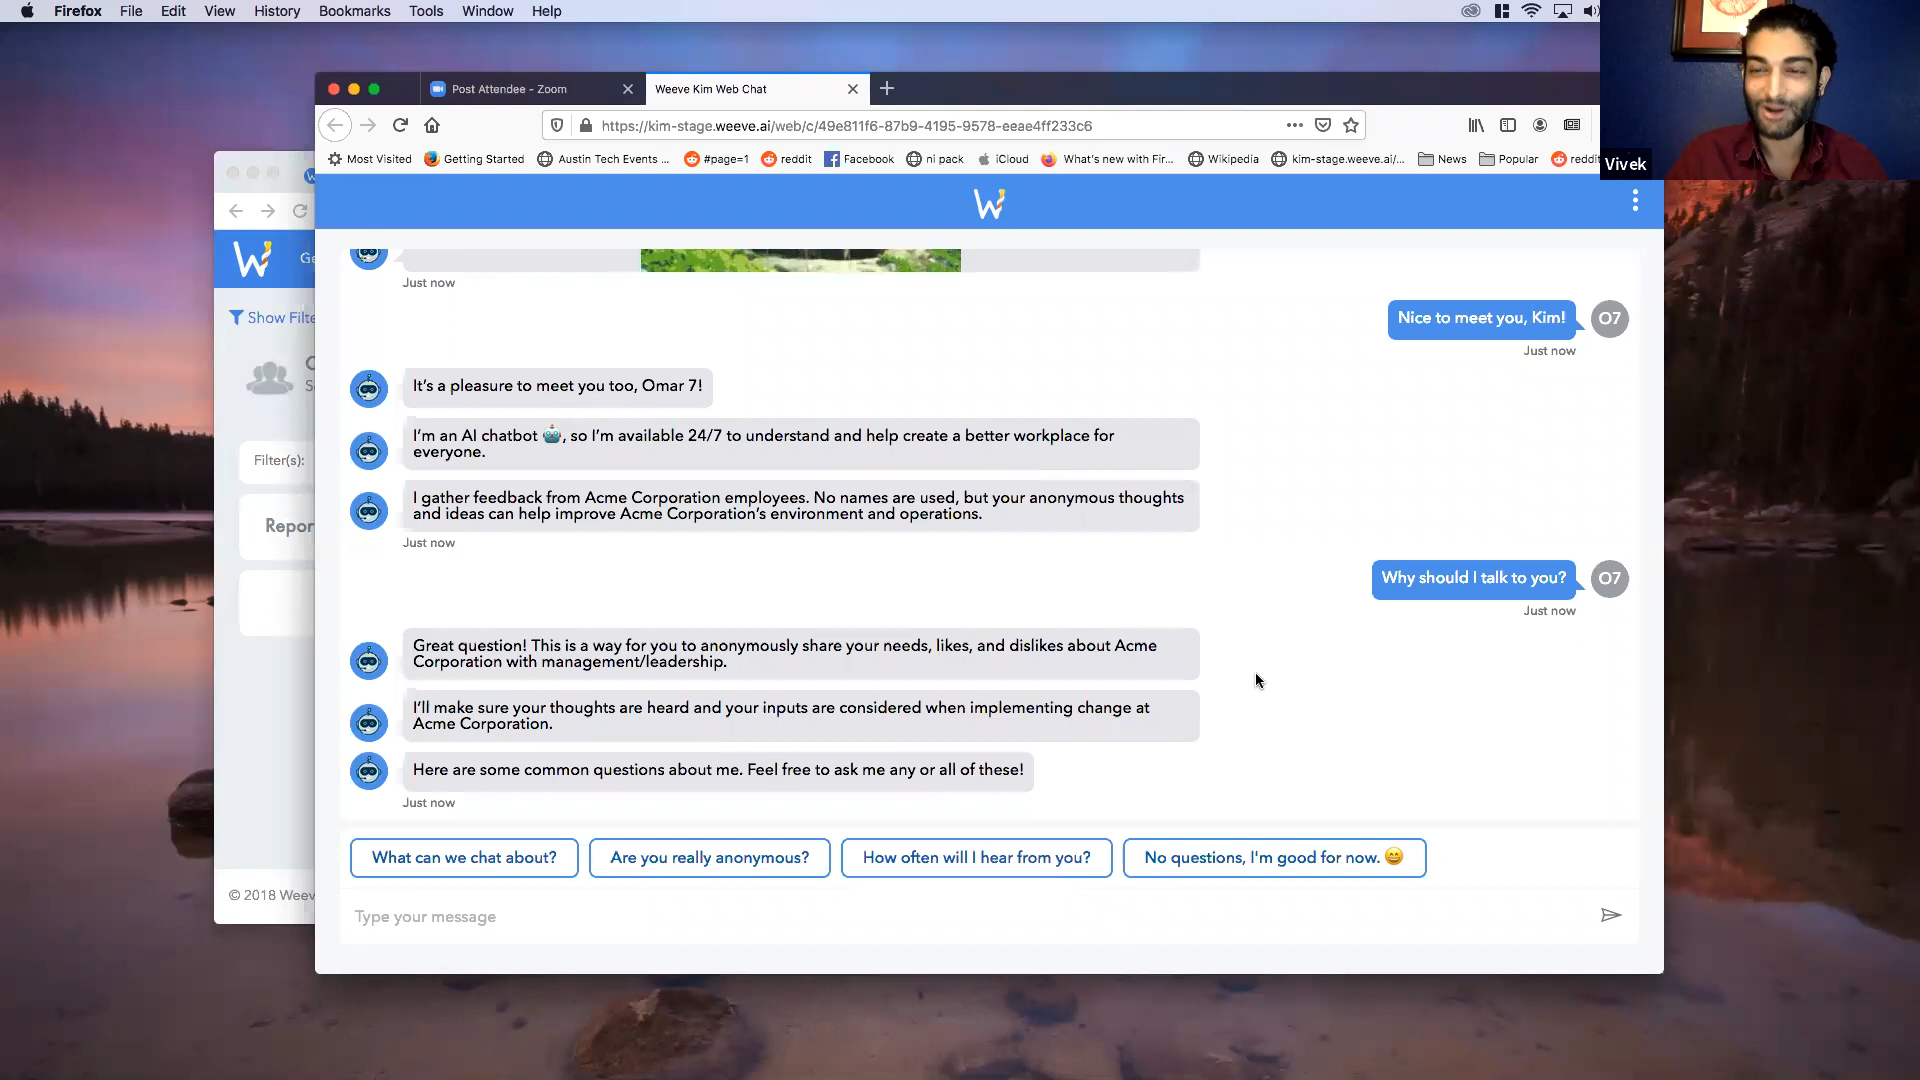 Firefox File Edit View History Bookmarks Tools Window Help
Post Attendee - Zoom
Weeve Kim Web Chat
https://kim-stage.weeve.ai/web/c/49e811f6-87b9-4195-9578-eeae4ff233c6
Most Visited Getting Started Austin Tech Events ... #page=1 reddit Facebook ni pack iCloud What's new with Fir... Wikipedia kim-stage.weeve.ai/... News Popular reddit
Vivek
W
W
Ge
Show Filte
Filter(s):
Repor
© 2018 Weev
Just now
Nice to meet you, Kim!
O7
Just now
It's a pleasure to meet you too, Omar 7!
I'm an AI chatbot 🤖, so I'm available 24/7 to understand and help create a better workplace for
everyone.
I gather feedback from Acme Corporation employees. No names are used, but your anonymous thoughts
and ideas can help improve Acme Corporation's environment and operations.
Just now
Why should I talk to you?
O7
Just now
Great question! This is a way for you to anonymously share your needs, likes, and dislikes about Acme
Corporation with management/leadership.
I'll make sure your thoughts are heard and your inputs are considered when implementing change at
Acme Corporation.
Here are some common questions about me. Feel free to ask me any or all of these!
Just now
What can we chat about?
Are you really anonymous?
How often will I hear from you?
No questions, I'm good for now. 😄
Type your message